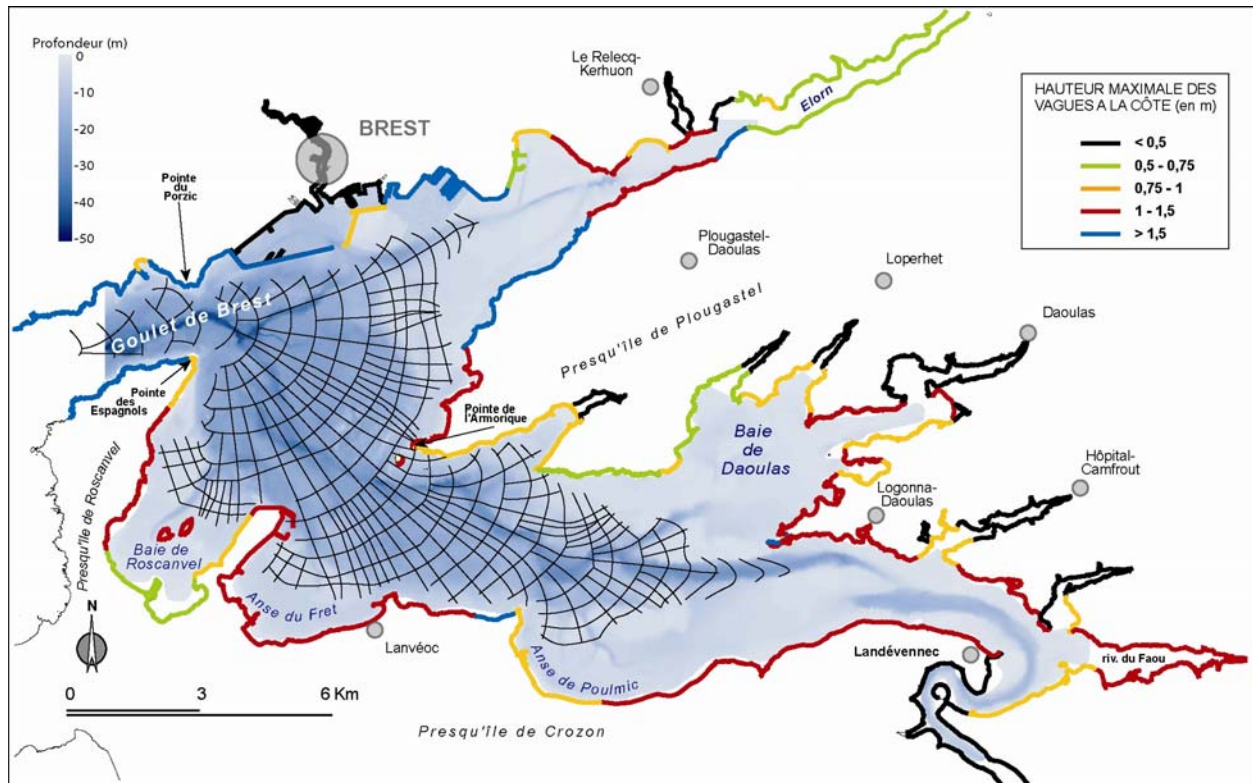 Profondeur (m)
0
-10
-20
-30
-40
-50
Le Relecq-
Kerhuon
Elorn
HAUTEUR MAXIMALE DES
VAGUES A LA CÔTE (en m)
< 0,5
0,5 - 0,75
0,75 - 1
1 - 1,5
> 1,5
BREST
Pointe
du
Porzic
Plougastel-
Daoulas
Loperhet
Daoulas
Goulet de Brest
Presqu'île de Plougastel
Pointe
des
Espagnols
Pointe de
l'Armorique
Baie
de
Daoulas
Hôpital-
Camfrout
Logonna-
Daoulas
Presqu'île de Roscanvel
Baie de
Roscanvel
Anse du Fret
Lanvéoc
N
Anse de Poulmic
Landévennec
riv. du Faou
0 3 6 Km
Presqu'île de Crozon